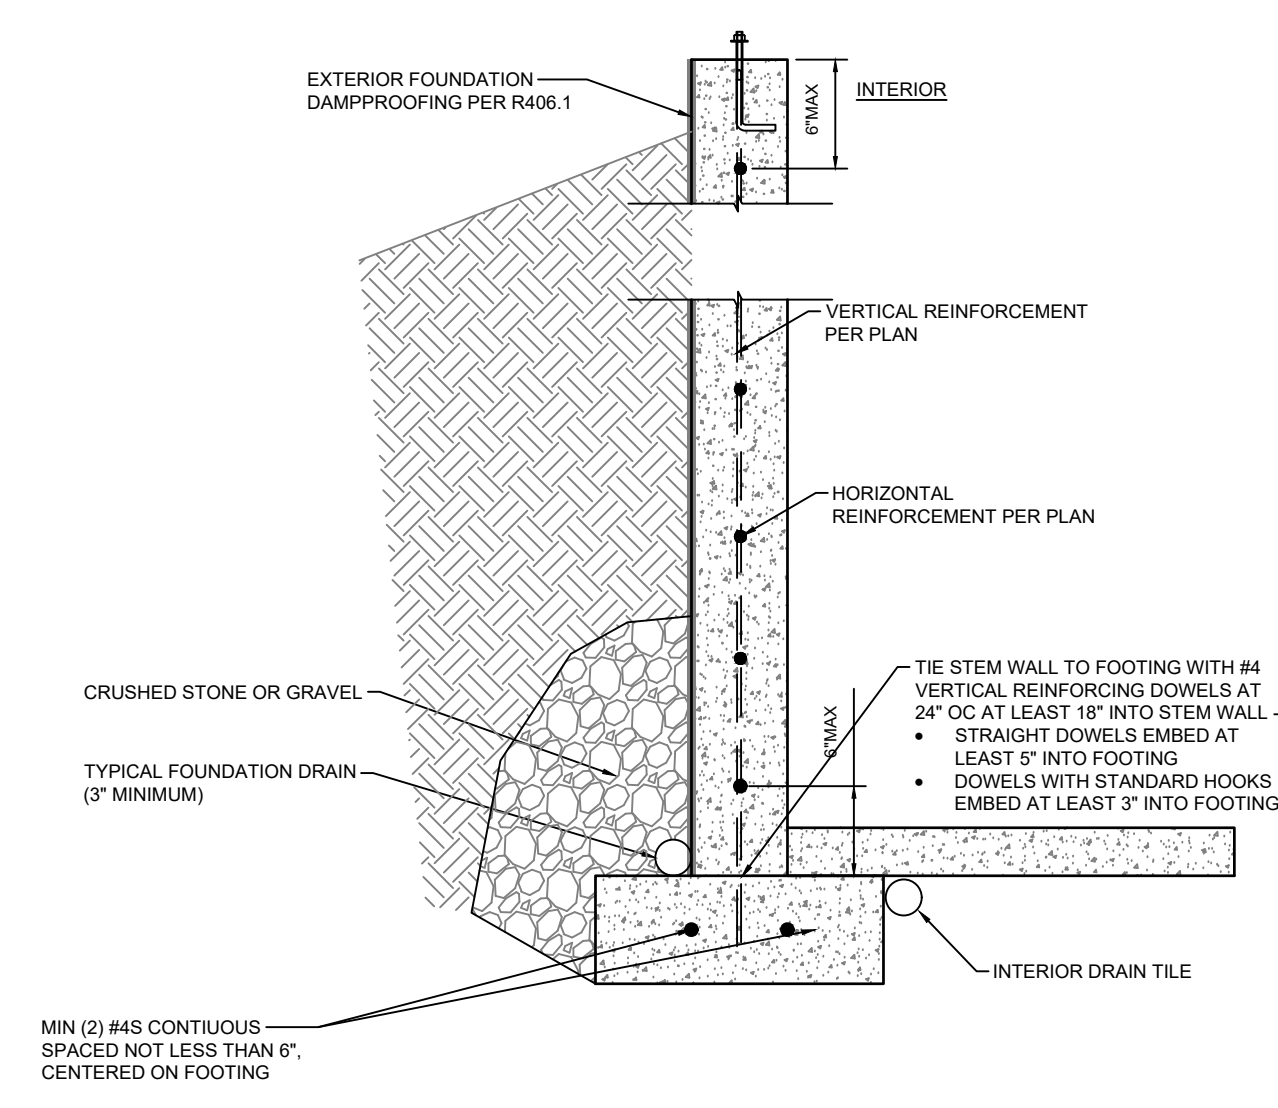 EXTERIOR FOUNDATION
DAMPPROOFING PER R406.1
6"MAX
INTERIOR
VERTICAL REINFORCEMENT
PER PLAN
HORIZONTAL
REINFORCEMENT PER PLAN
TIE STEM WALL TO FOOTING WITH #4
VERTICAL REINFORCING DOWELS AT
24" OC AT LEAST 18" INTO STEM WALL -
• STRAIGHT DOWELS EMBED AT
LEAST 5" INTO FOOTING
• DOWELS WITH STANDARD HOOKS
EMBED AT LEAST 3" INTO FOOTING
CRUSHED STONE OR GRAVEL
6"MAX
TYPICAL FOUNDATION DRAIN
(3" MINIMUM)
INTERIOR DRAIN TILE
MIN (2) #4S CONTIUOUS
SPACED NOT LESS THAN 6",
CENTERED ON FOOTING